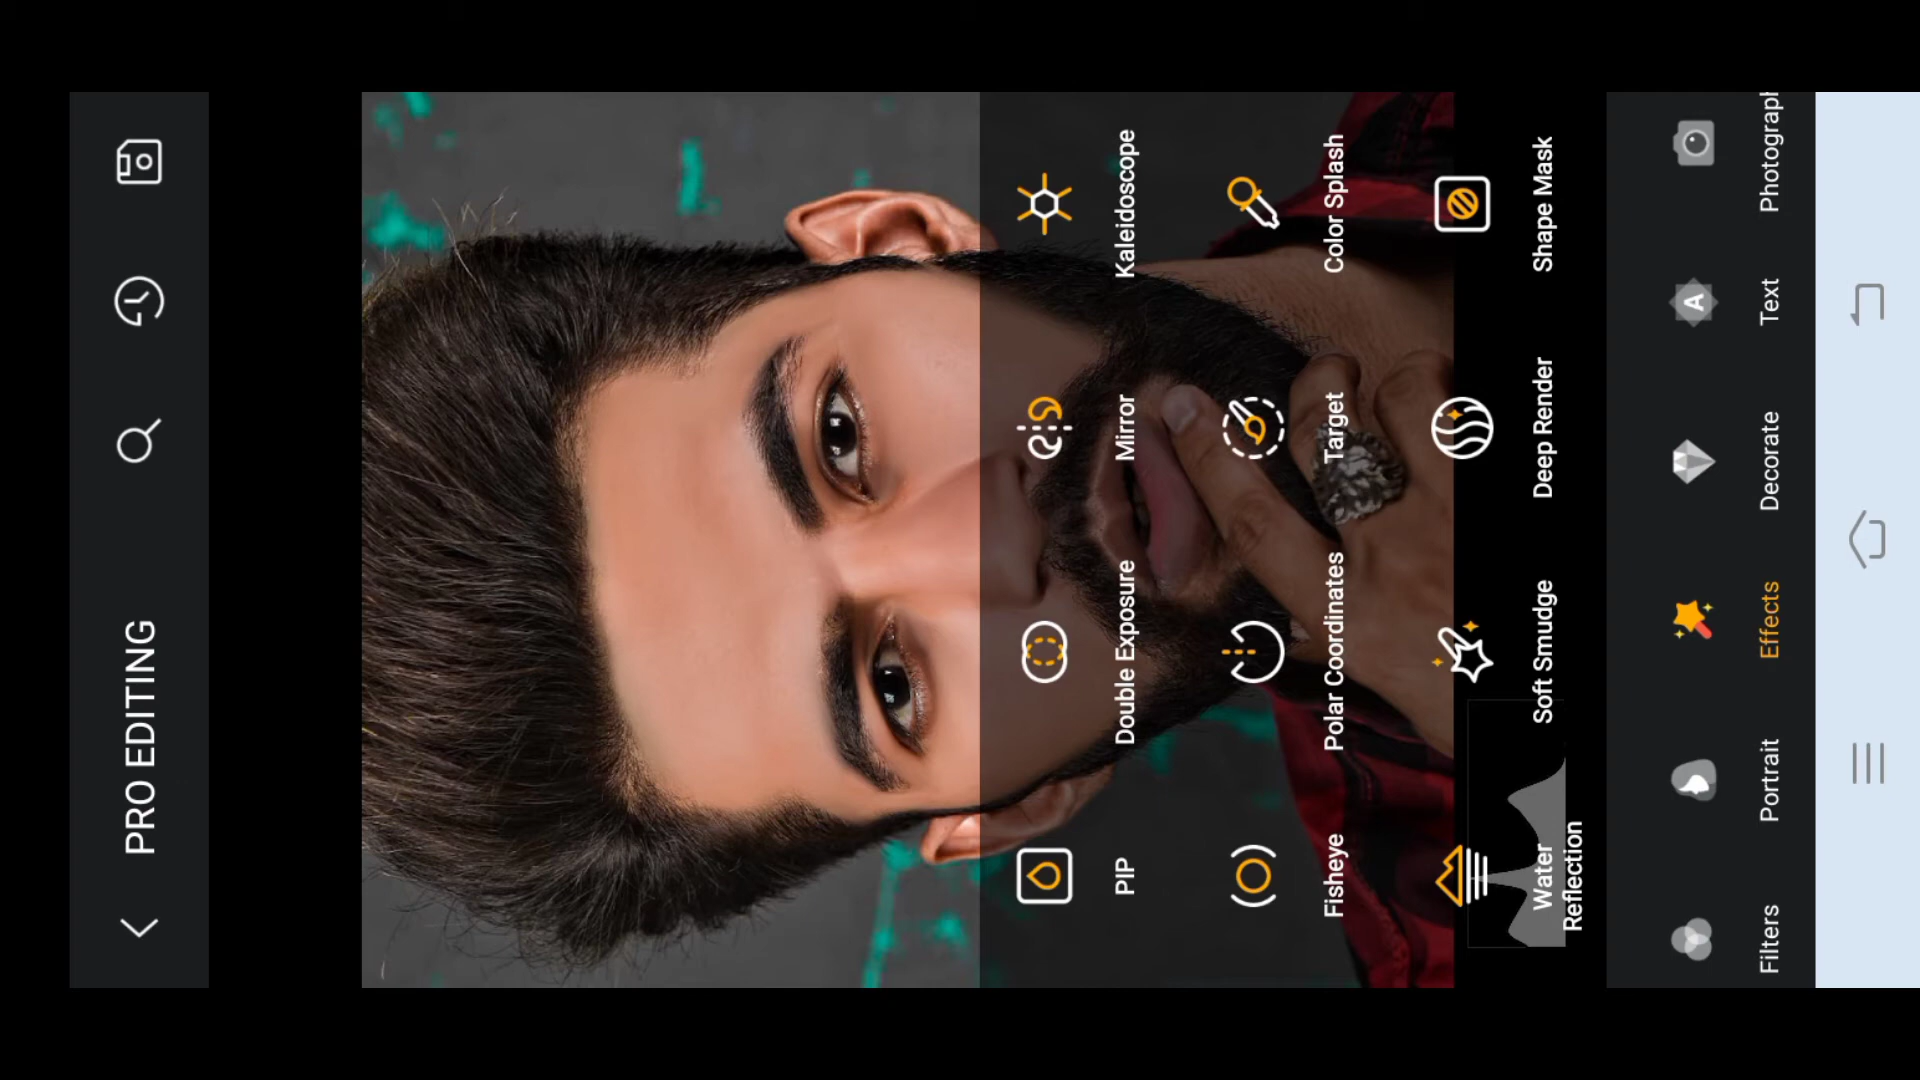 PRO EDITING
PIP
Double Exposure
Mirror
Kaleidoscope
Fisheye
Polar Coordinates
Target
Color Splash
Water
Reflection
Soft Smudge
Deep Render
Shape Mask
Filters
Portrait
Effects
Decorate
Text
Photograph
A